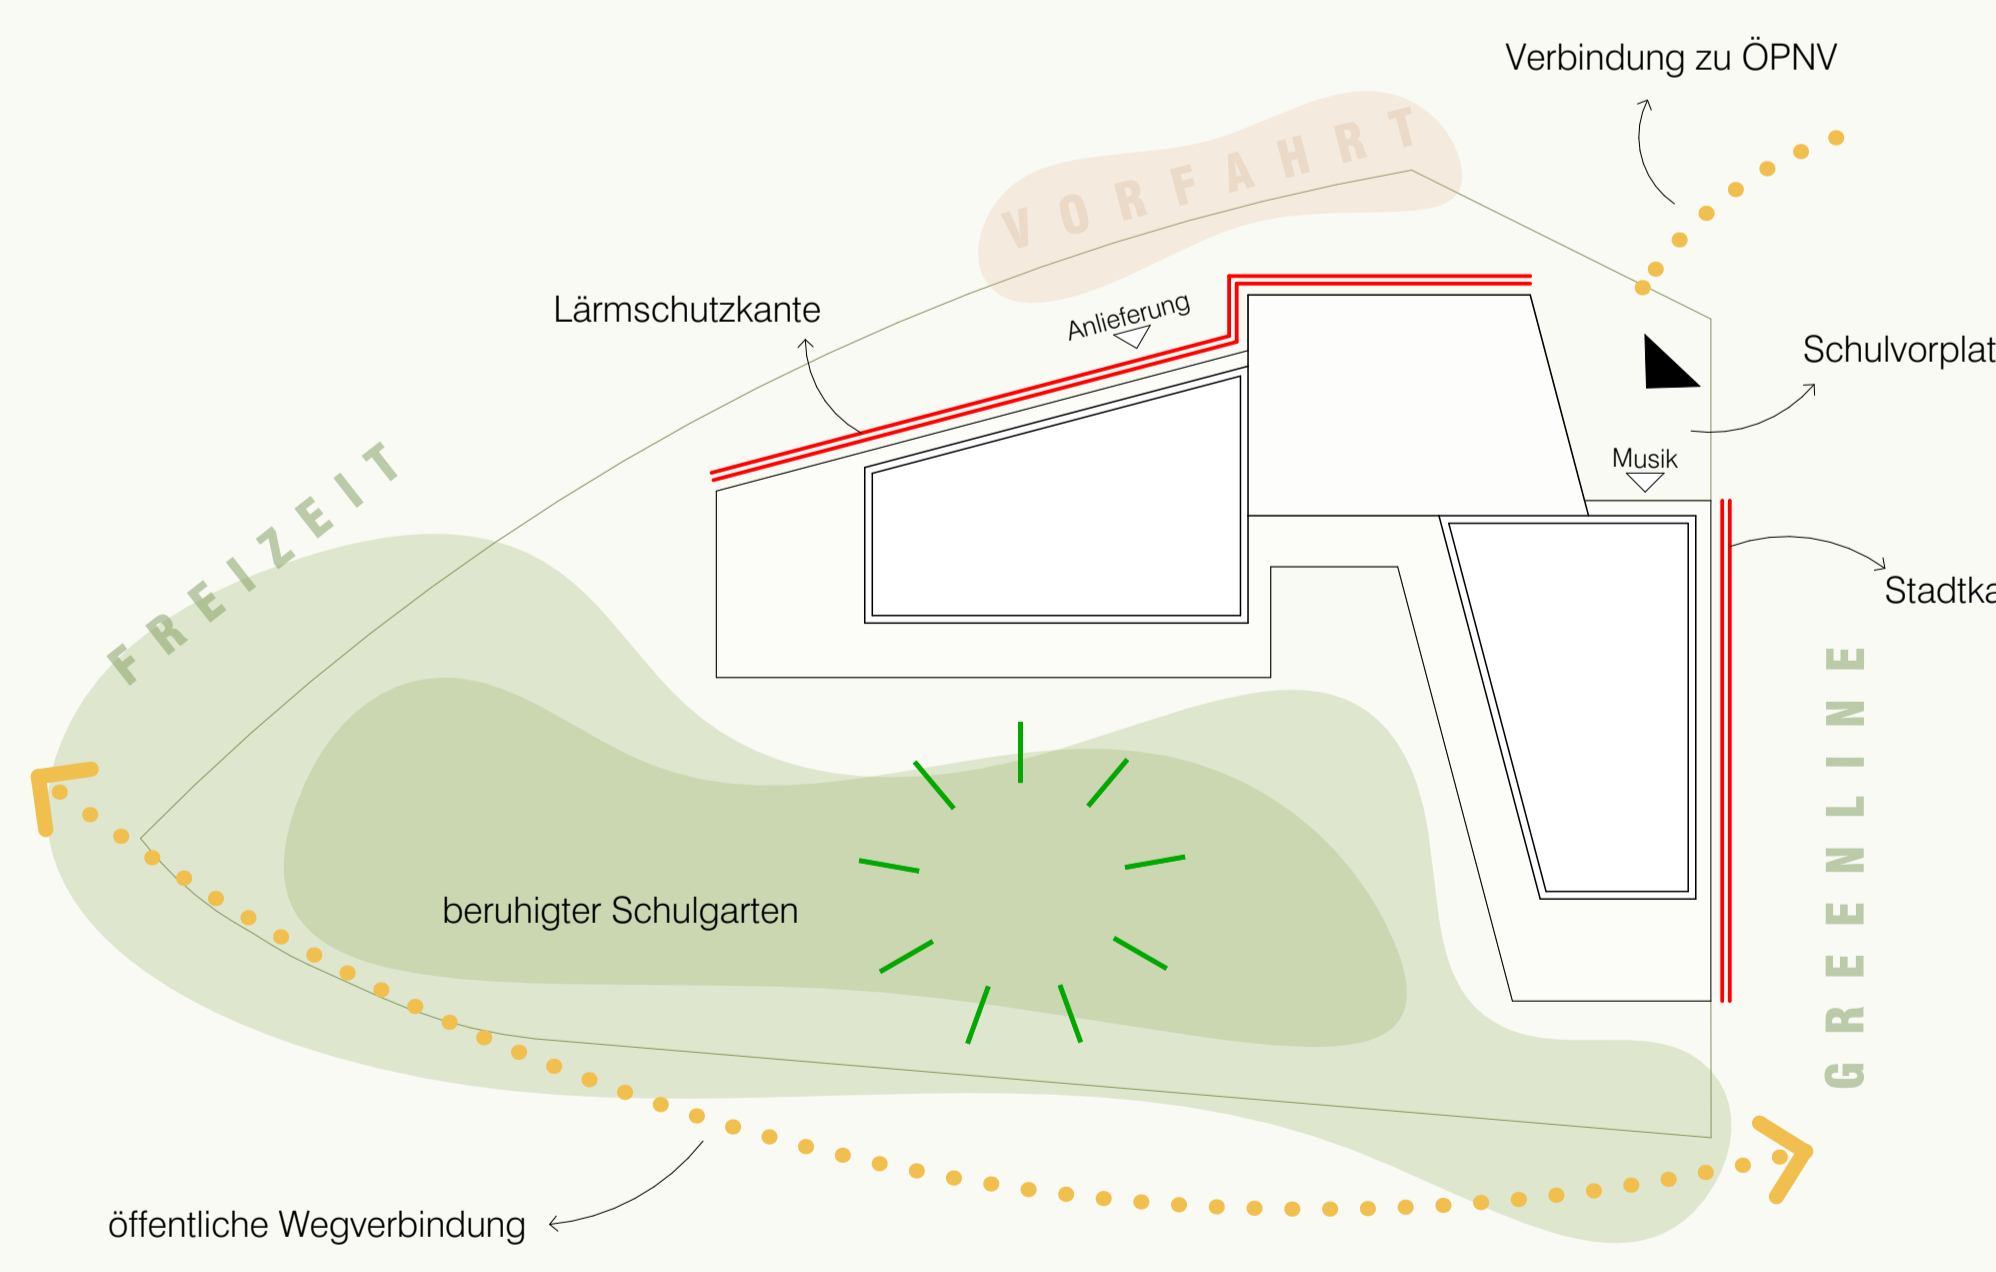 Verbindung zu ÖPNV
VORFAHRT
Lärmschutzkante
Anlieferung
Schulvorplat
Musik
FREIZEIT
Stadtka
GREENLINE
beruhigter Schulgarten
öffentliche Wegverbindung